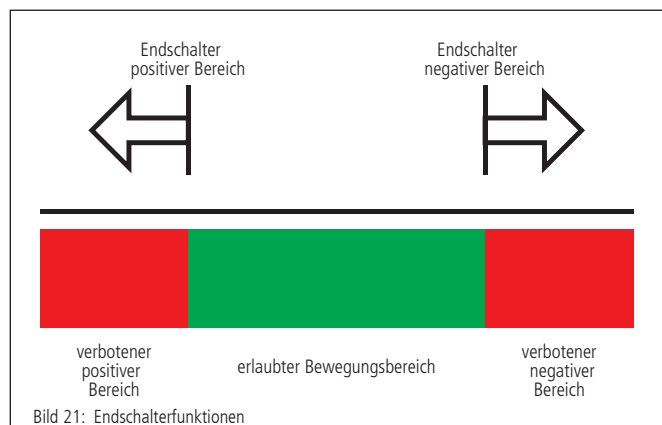 Endschalter
positiver Bereich
Endschalter
negativer Bereich
verbotener
positiver
Bereich
erlaubter Bewegungsbereich
verbotener
negativer
Bereich
Bild 21: Endschalterfunktionen